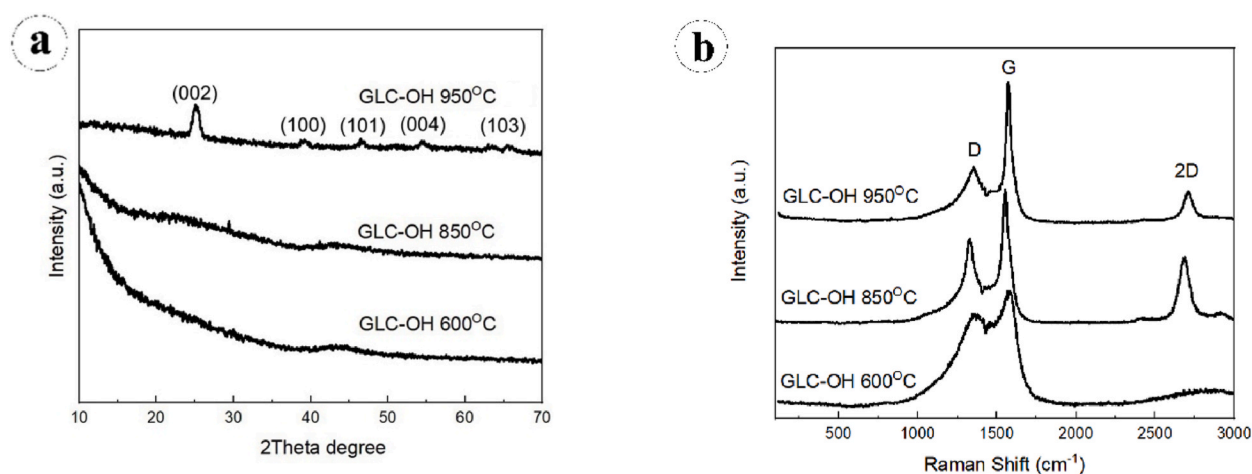 a
(002)
GLC-OH 950°C
(100)
(101)
(004)
(103)
GLC-OH 850°C
GLC-OH 600°C
Intensity (a.u.)
10
20
30
40
50
60
70
2Theta degree
b
G
D
2D
GLC-OH 950°C
GLC-OH 850°C
GLC-OH 600°C
Intensity (a.u.)
500
1000
1500
2000
2500
3000
Raman Shift (cm⁻¹)